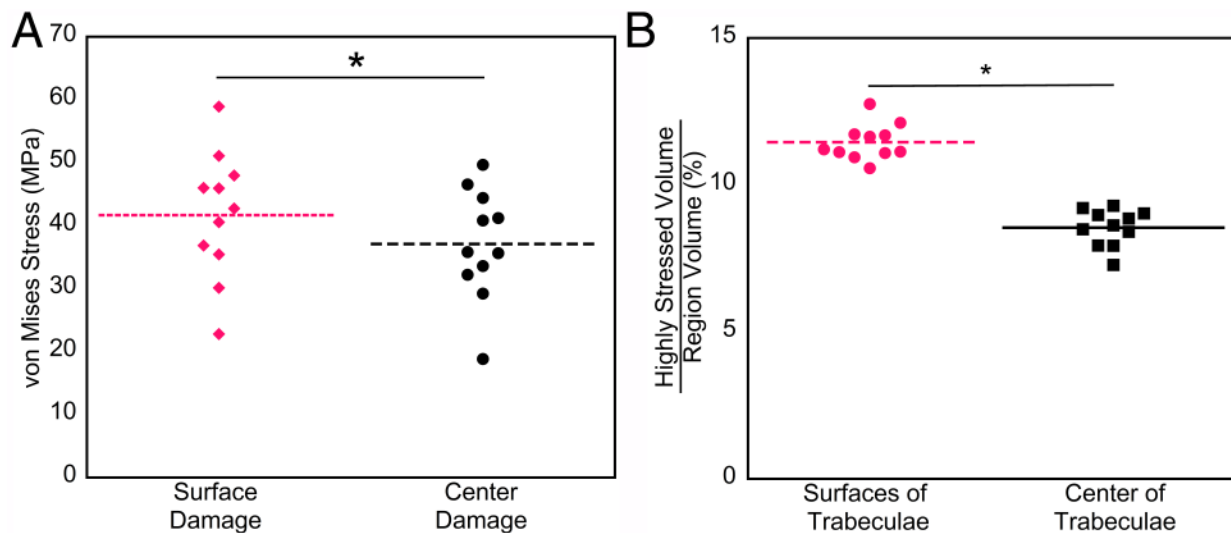 A
von Mises Stress (MPa)
70
60
50
40
30
20
10
0
*
Surface
Damage
Center
Damage
B
Highly Stressed Volume
Region Volume (%)
15
10
5
0
*
Surfaces of
Trabeculae
Center of
Trabeculae